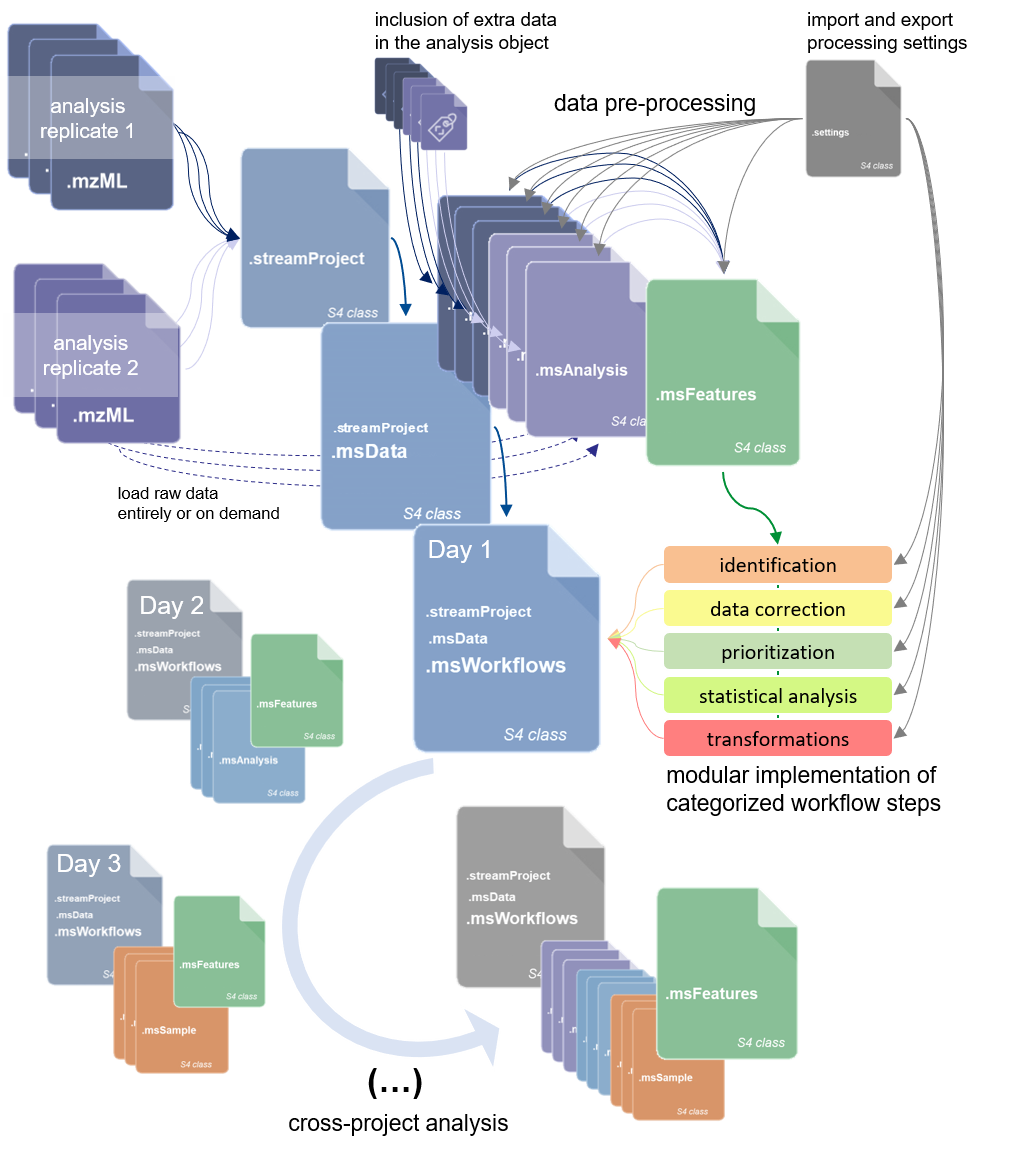 inclusion of extra data
in the analysis object
import and export
processing settings
data pre-processing
analysis
replicate 1
.mzML
.settings
S4 class
.streamProject
S4 class
analysis
replicate 2
.mzML
.msAnalysis
S4 cla
.msFeatures
S4 class
.streamProject
.msData
S4 class
load raw data
entirely or on demand
Day 1
.streamProject
.msData
.msWorkflows
S4 class
identification
data correction
prioritization
statistical analysis
transformations
modular implementation of
categorized workflow steps
Day 2
.streamProject
.msData
.msWorkflows
S
.msFeatures
S4 class
.msAnalysis
S4 class
Day 3
.streamProject
.msData
.msWorkflows
S4
.msFeatures
S4 class
.msSample
S4 class
.streamProject
.msData
.msWorkflows
S4
.msFeatures
S4 class
.msSample
S4 class
(...)
cross-project analysis